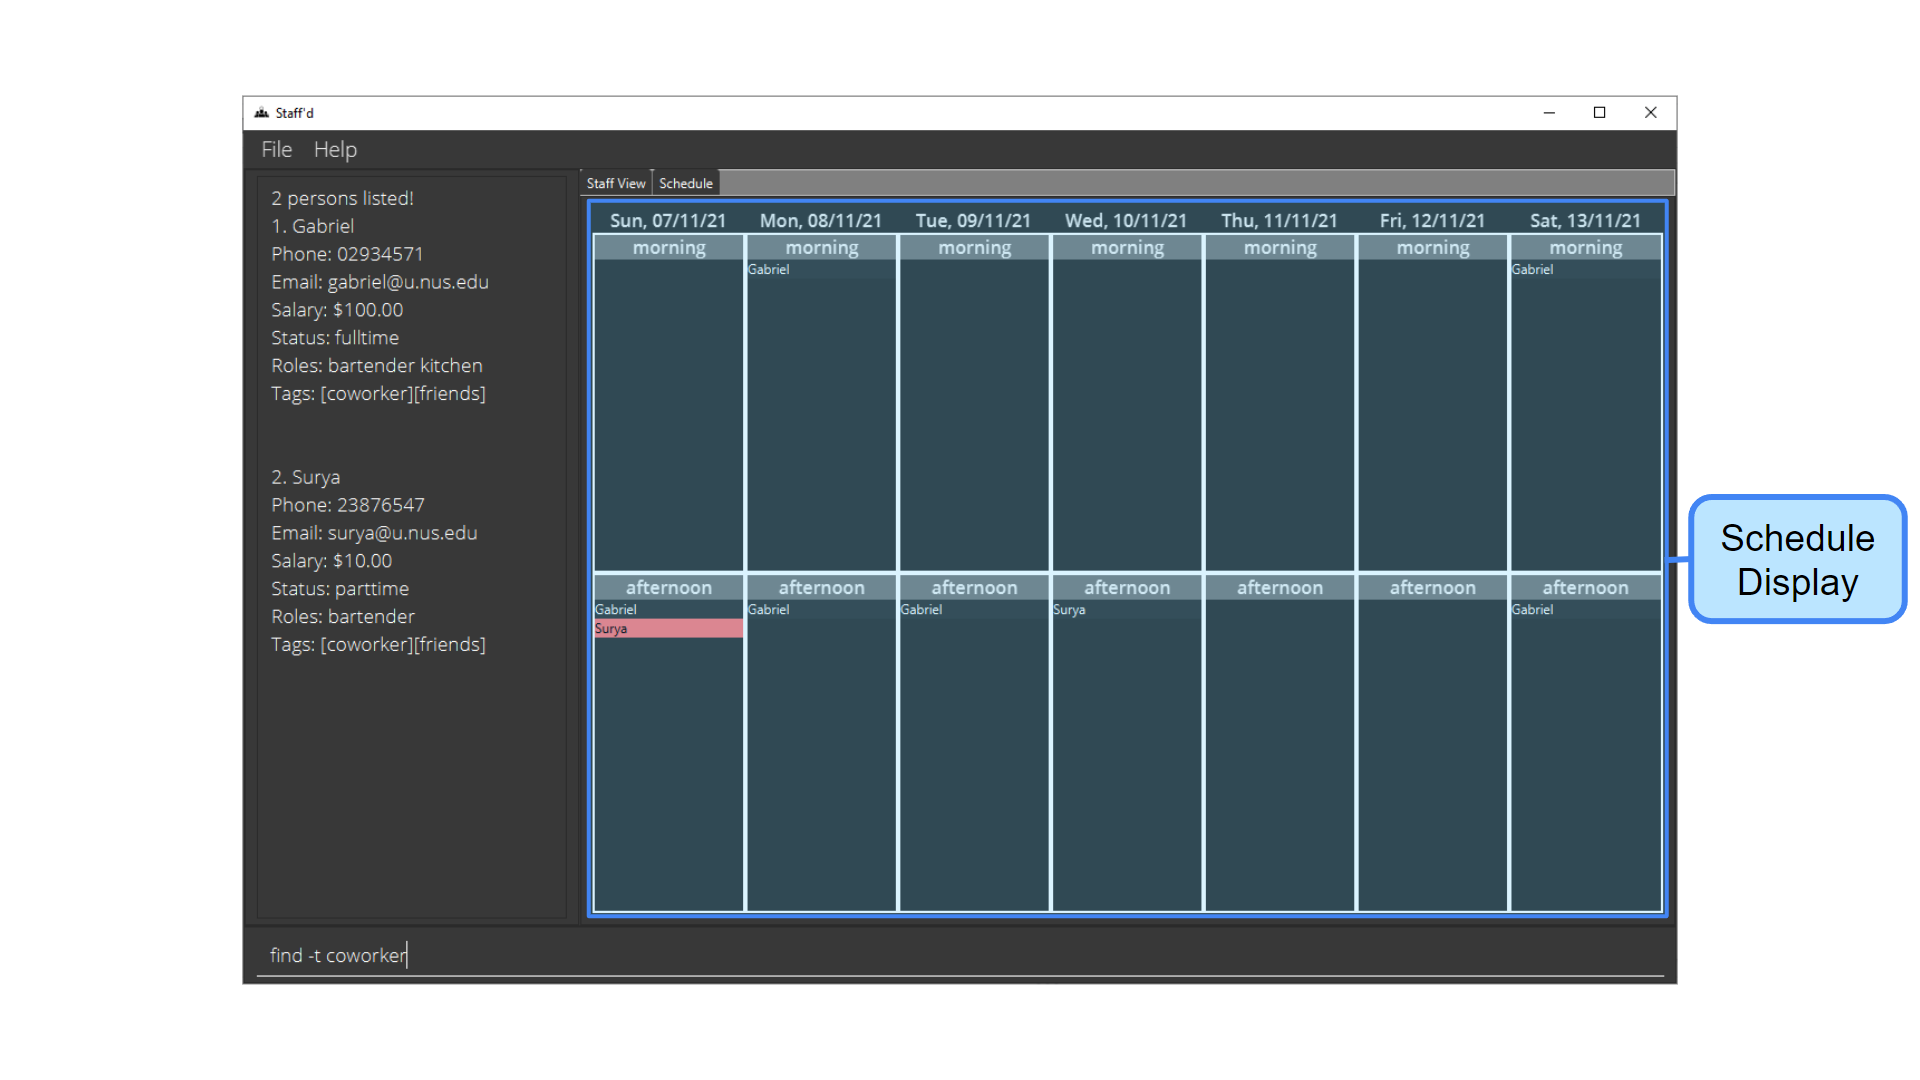 Staff'd
File Help
2 persons listed!
1. Gabriel
Phone: 02934571
Email: gabriel@u.nus.edu
Salary: $100.00
Status: fulltime
Roles: bartender kitchen
Tags: [coworker][friends]
2. Surya
Phone: 23876547
Email: surya@u.nus.edu
Salary: $10.00
Status: parttime
Roles: bartender
Tags: [coworker][friends]
Staff View Schedule
Sun, 07/11/21 Mon, 08/11/21 Tue, 09/11/21 Wed, 10/11/21 Thu, 11/11/21 Fri, 12/11/21 Sat, 13/11/21
morning morning morning morning morning morning morning
Gabriel Gabriel
afternoon afternoon afternoon afternoon afternoon afternoon afternoon
Gabriel Gabriel Gabriel Surya Gabriel
Surya
Schedule
Display
find -t coworker